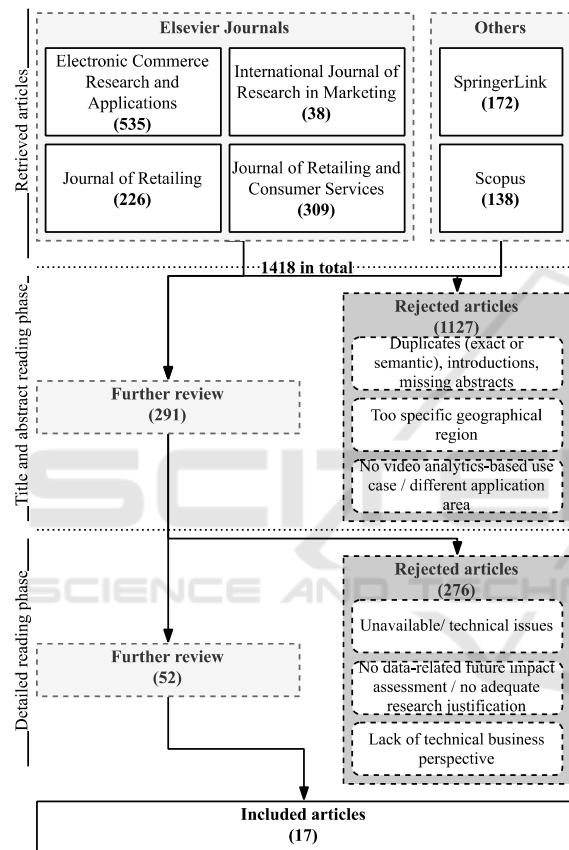 Elsevier Journals
Others
Electronic Commerce
Research and
Applications
(535)
International Journal of
Research in Marketing
(38)
SpringerLink
(172)
Journal of Retailing
(226)
Journal of Retailing and
Consumer Services
(309)
Scopus
(138)
Retrieved articles
1418 in total
Title and abstract reading phase
Rejected articles
(1127)
Duplicates (exact or
semantic), introductions,
missing abstracts
Further review
(291)
Too specific geographical
region
No video analytics-based use
case / different application
area
SCITE
SCIENCE AND TECHN
Detailed reading phase
Rejected articles
(276)
Unavailable/ technical issues
Further review
(52)
No data-related future impact
assessment / no adequate
research justification
Lack of technical business
perspective
Included articles
(17)